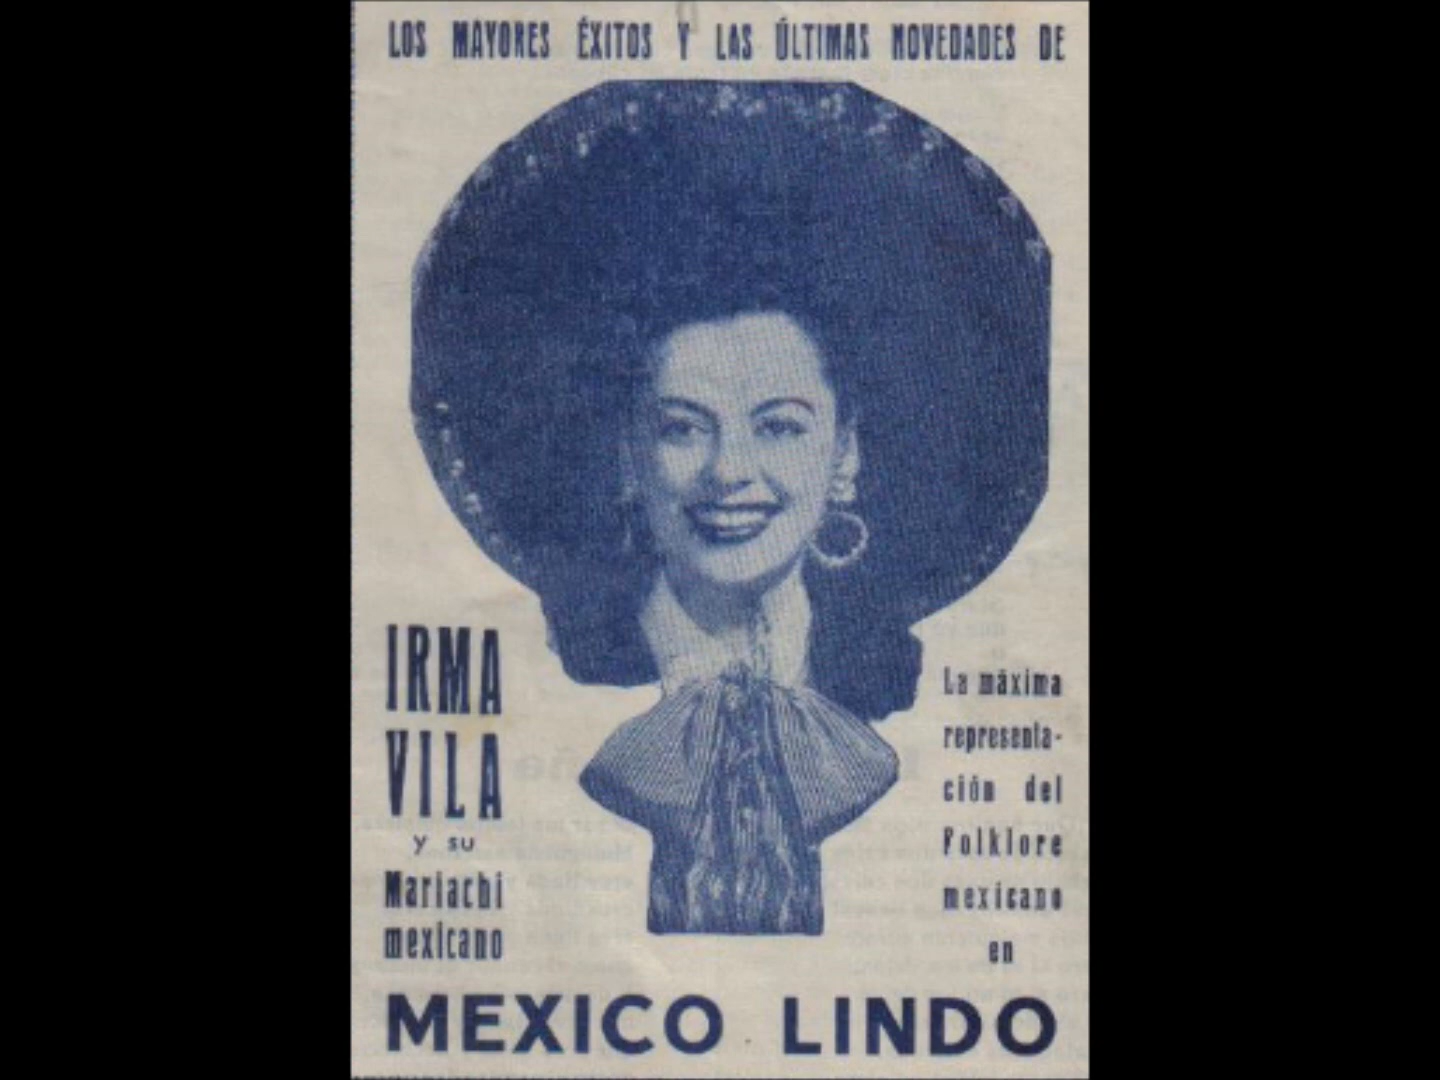 LOS MAYORES ÉXITOS Y LAS ÚLTIMAS NOVEDADES DE
IRMA
VILA
y su
Mariachi
mexicano
La máxima
representa-
ción del
Folklore
mexicano
en
MEXICO LINDO